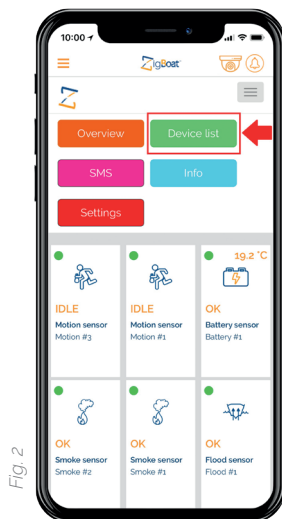 10:00
ZigBoat
Overview
Device list
SMS
Info
Settings
19.2 °C
IDLE
IDLE
OK
Motion sensor
Motion sensor
Battery sensor
Motion #3
Motion #1
Battery #1
OK
OK
OK
Smoke sensor
Smoke sensor
Flood sensor
Smoke #2
Smoke #1
Flood #1
Fig. 2